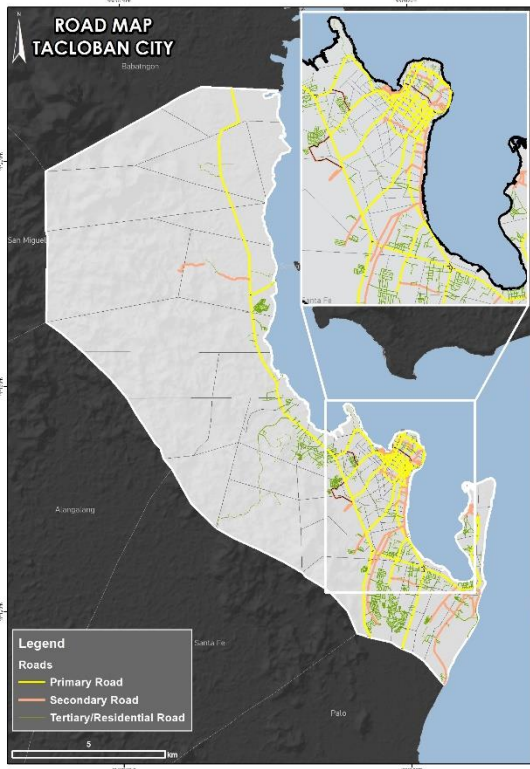 ROAD MAP
TACLOBAN CITY
N
Babatngon
San Miguel
Santa Fe
Alangalang
Santa Fe
Palo
Legend
Roads
Primary Road
Secondary Road
Tertiary/Residential Road
5
km